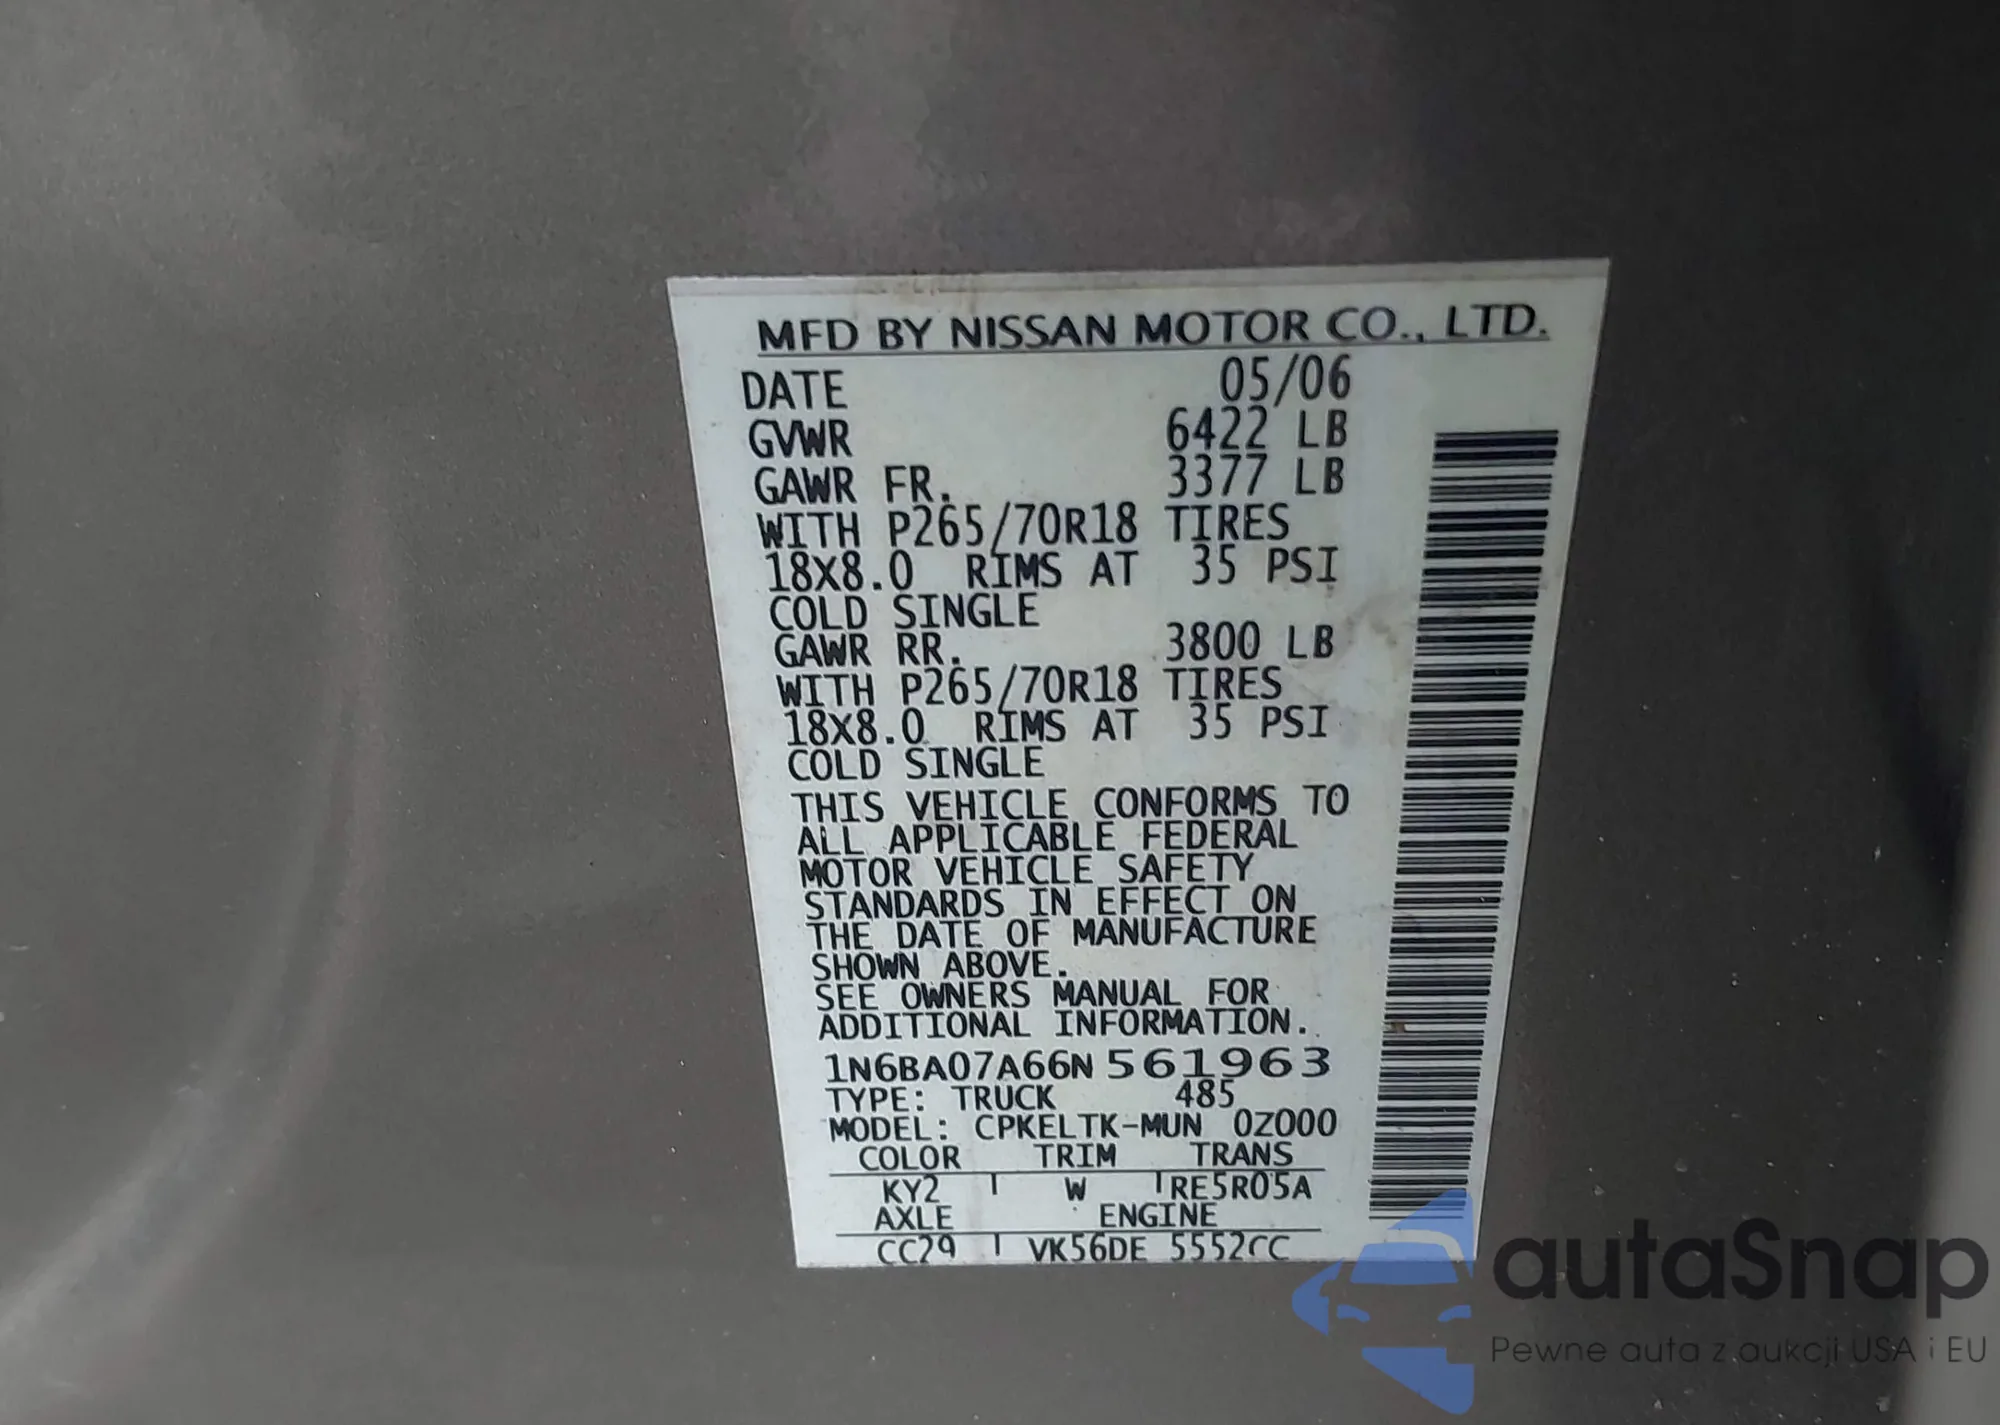 MFD BY NISSAN MOTOR CO., LTD.
DATE 05/06
GVWR 6422 LB
GAWR FR. 3377 LB
WITH P265/70R18 TIRES
18X8.0 RIMS AT 35 PSI
COLD SINGLE
GAWR RR. 3800 LB
WITH P265/70R18 TIRES
18X8.0 RIMS AT 35 PSI
COLD SINGLE
THIS VEHICLE CONFORMS TO
ALL APPLICABLE FEDERAL
MOTOR VEHICLE SAFETY
STANDARDS IN EFFECT ON
THE DATE OF MANUFACTURE
SHOWN ABOVE.
SEE OWNERS MANUAL FOR
ADDITIONAL INFORMATION.
1N6BA07A66N 561963
TYPE: TRUCK 485
MODEL: CPKELTK-MUN 0Z000
COLOR TRIM TRANS
KY2 W RE5R05A
AXLE ENGINE
CC29 VK56DE 5552CC
autaSnap
Pewne auta z aukcji USA i EU